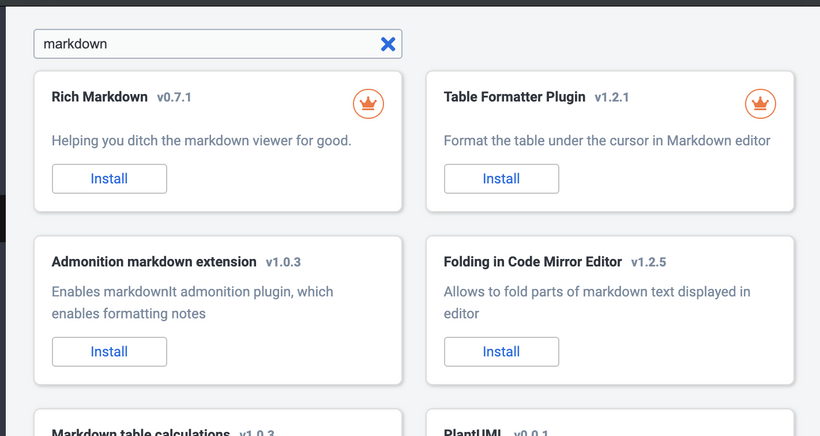 markdown
Rich Markdown v0.7.1
Helping you ditch the markdown viewer for good.
Install
Table Formatter Plugin v1.2.1
Format the table under the cursor in Markdown editor
Install
Admonition markdown extension v1.0.3
Enables markdownIt admonition plugin, which
enables formatting notes
Install
Folding in Code Mirror Editor v1.2.5
Allows to fold parts of markdown text displayed in
editor
Install
Markdown table calculations v1.0.3
PlantUML v0.0.1